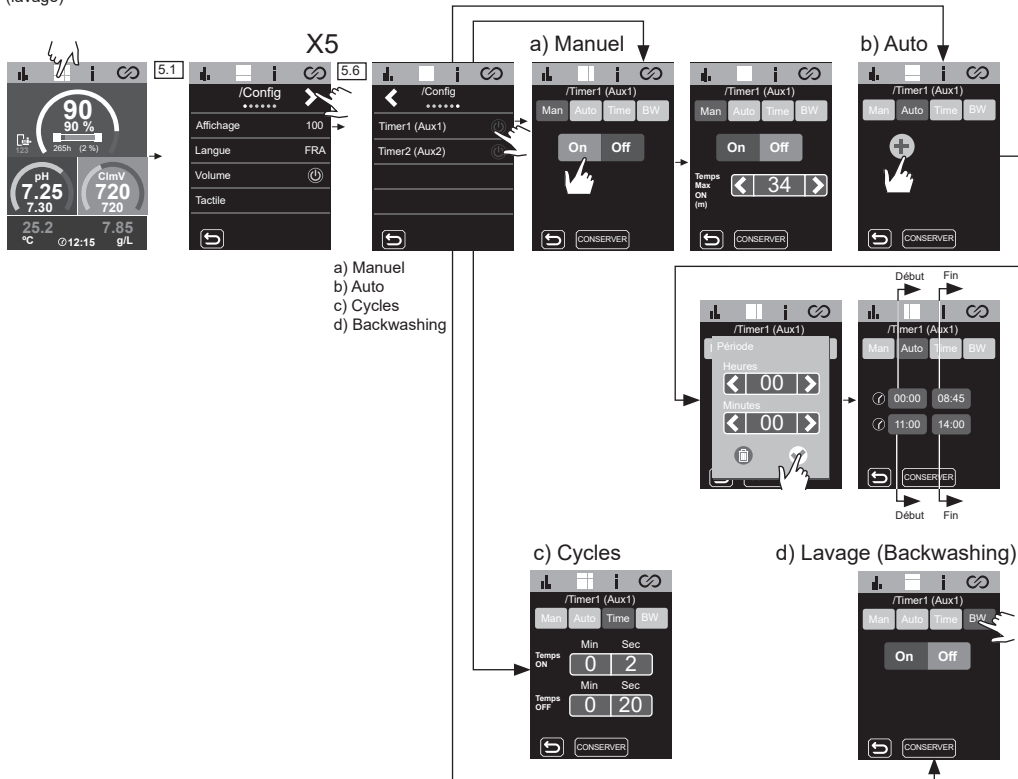 (lavage)
X5
a) Manuel
b) Auto
90
90 %
265h (2 %)
123
pH
7.25
7.30
ClmV
720
720
25.2
7.85
ºC
12:15
g/L
5.1
/Config
Affichage 100
Langue FRA
Volume
Tactile
5.6
/Config
Timer1 (Aux1)
Timer2 (Aux2)
a) Manuel
b) Auto
c) Cycles
d) Backwashing
/Timer1 (Aux1)
Man Auto Time BW
On Off
CONSERVER
/Timer1 (Aux1)
Man Auto Time BW
On Off
Temps
Max
ON
(m)
34
CONSERVER
/Timer1 (Aux1)
Man Auto Time BW
CONSERVER
/Timer1 (Aux1)
Période
Heures
00
Minutes
00
Début Fin
/Timer1 (Aux1)
Man Auto Time BW
00:00 08:45
11:00 14:00
CONSERVER
Début Fin
c) Cycles
/Timer1 (Aux1)
Man Auto Time BW
Min Sec
Temps
ON
0 2
Min Sec
Temps
OFF
0 20
CONSERVER
d) Lavage (Backwashing)
/Timer1 (Aux1)
Man Auto Time BW
On Off
CONSERVER